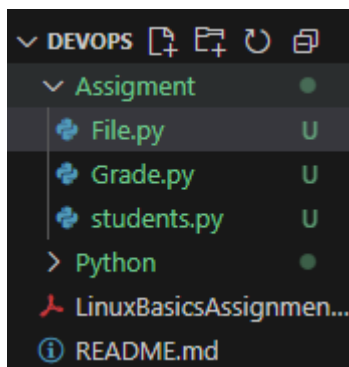 DEVOPS
Assigment
File.py U
Grade.py U
students.py U
Python
LinuxBasicsAssignmen...
README.md